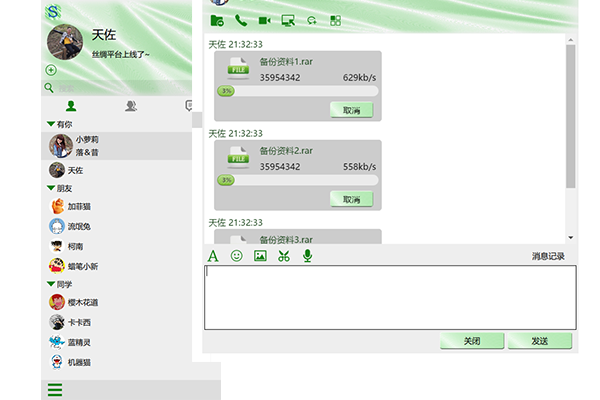 S
天佐
丝绸平台上线了~
有你
小萝莉
落&昔
天佐
朋友
加菲猫
流氓兔
柯南
蜡笔小新
同学
樱木花道
卡卡西
蓝精灵
机器猫
天佐 21:32:33
FILE
备份资料1.rar
35954342 629kb/s
3%
取消
天佐 21:32:33
FILE
备份资料2.rar
35954342 558kb/s
3%
取消
天佐 21:32:33
备份资料3.rar
A
消息记录
关闭
发送